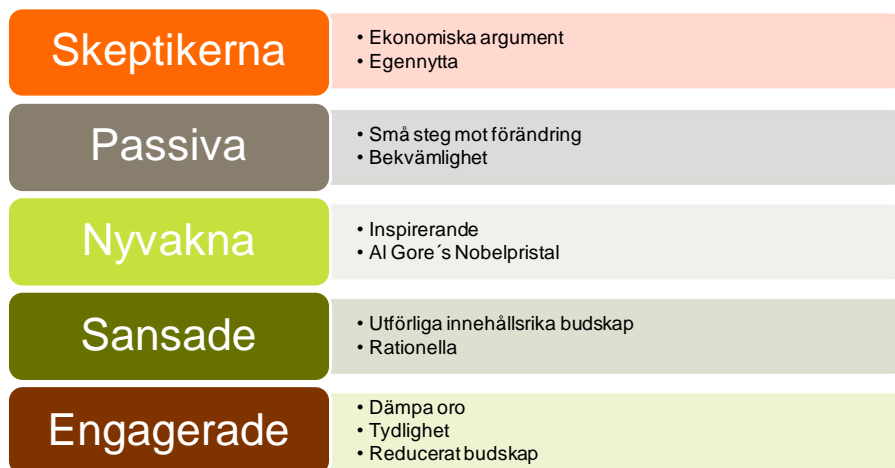 Skeptikerna
• Ekonomiska argument
• Egennytta
Passiva
• Små steg mot förändring
• Bekvämlighet
Nyvakna
• Inspirerande
• Al Gore´s Nobelpristal
Sansade
• Utförliga innehållsrika budskap
• Rationella
Engagerade
• Dämpa oro
• Tydlighet
• Reducerat budskap